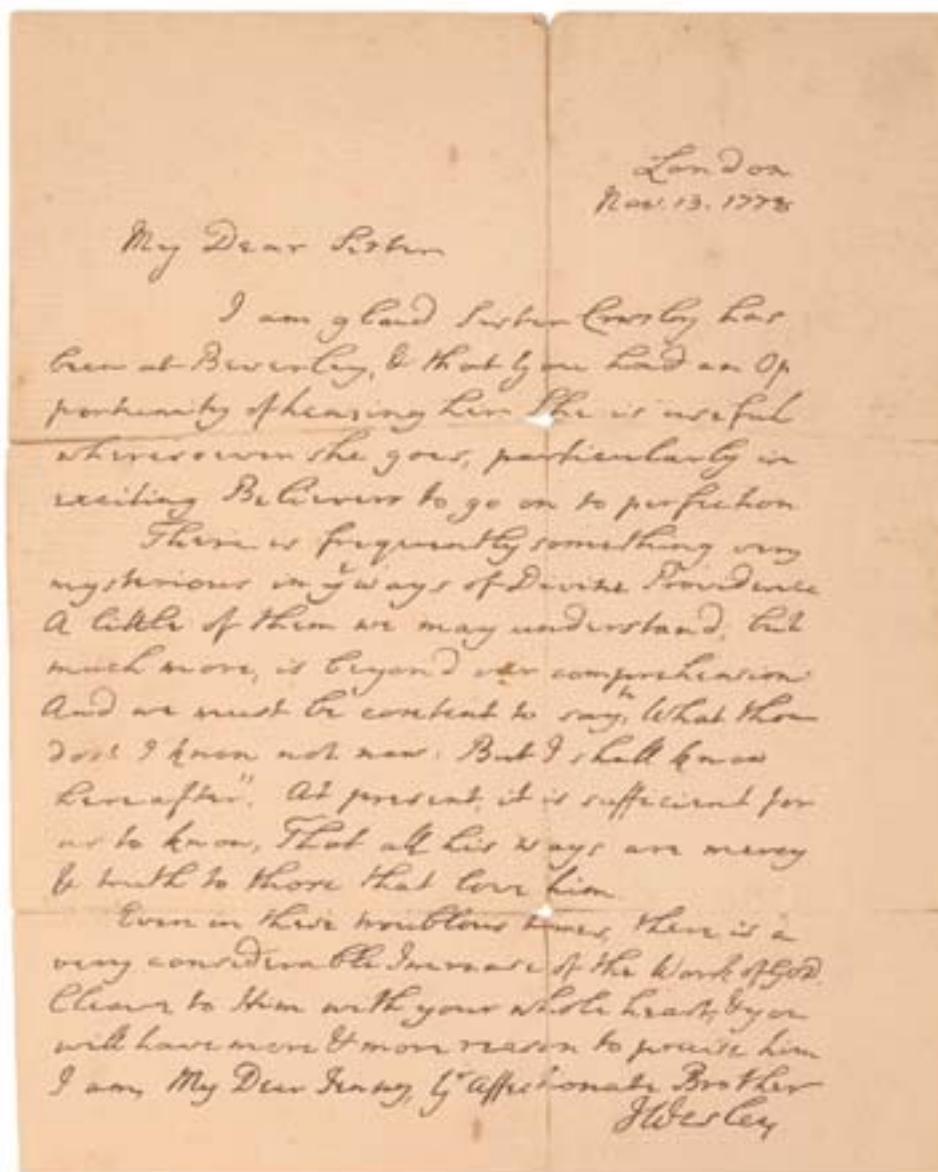 London
Nov. 13. 1778
My Dear Sister
I am glad Sister Crosby has
been at Beverley, & that you had an Op
portunity of hearing her. She is useful
wheresoever she goes, particularly in
exciting Believers to go on to perfection
There is frequently something very
mysterious in yᵉ ways of Divine Providence
A little of them we may understand, but
much more, is beyond our comprehension
And we must be content to say, "What thou
dost I know not now. But I shall know
hereafter". At present, it is sufficient for
us to know, That all his ways are mercy
& truth to those that love him
Even in these troublous times, there is a
very considerable Increase of the Work of God.
Cleave to Him with your whole heart, & you
will have more & more reason to praise him
I am, My Dear Jenny, yʳ Affectionate Brother
JWesley